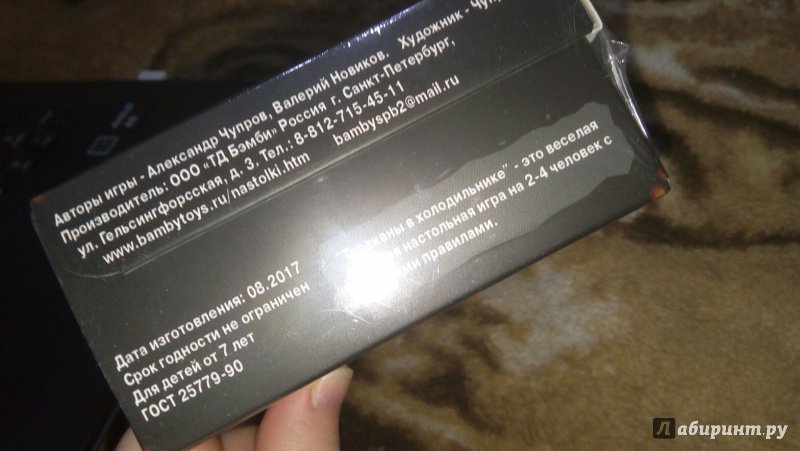 Авторы игры - Александр Чупров, Валерий Новиков. Художник -
Производитель: ООО «ТД Бэмби» Россия г. Санкт-Петербург,
ул. Гельсингфорсская, д. 3. Тел.: 8-812-715-45-11
www.bambytoys.ru/nastolki.htm bambyspb2@mail.ru
в холодильнике" - это веселая
настольная игра на 2-4 человек с
правилами.
Дата изготовления: 08.2017
Срок годности не ограничен
Для детей от 7 лет
ГОСТ 25779-90
Лабиринт.ру